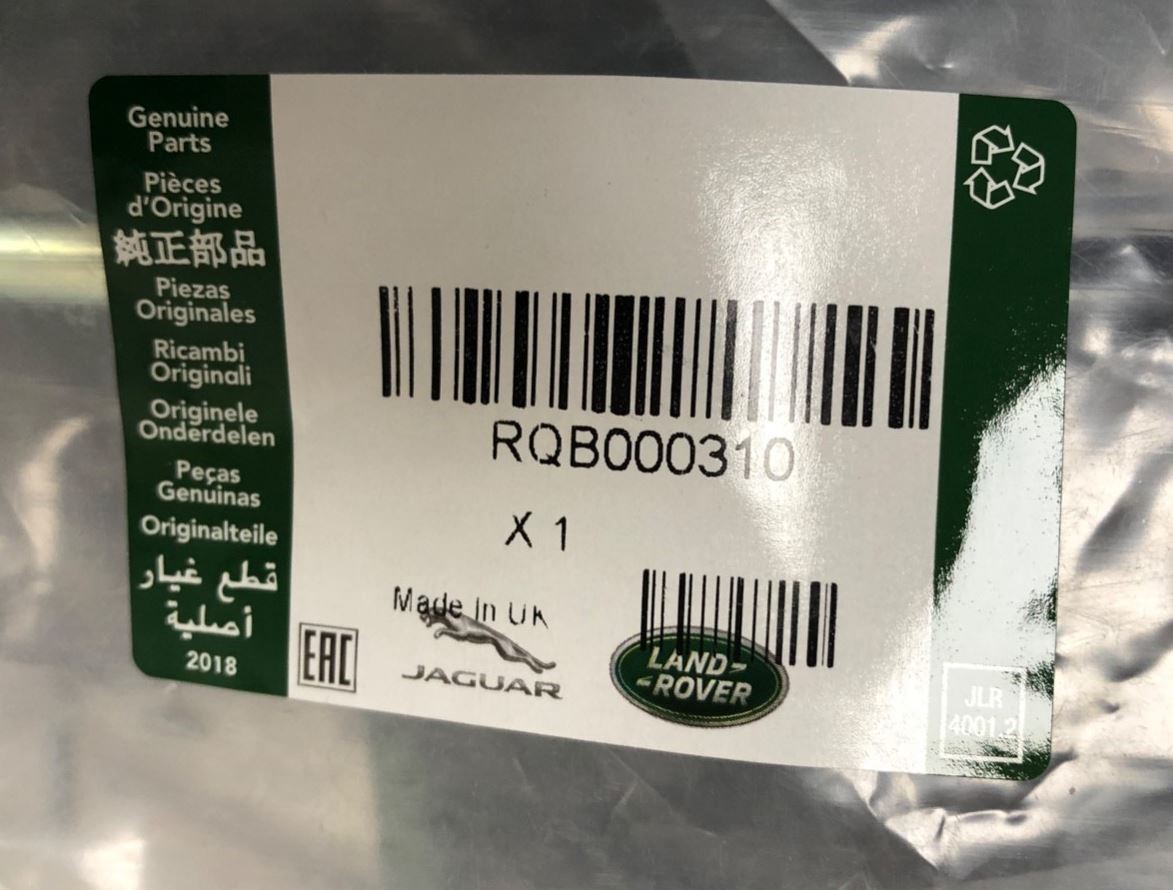 Genuine
Parts
Pièces
d'Origine
純正部品
Piezas
Originales
Ricambi
Originali
Originele
Onderdelen
Peças
Genuinas
Originalteile
قطع غيار
أصلية
2018
RQB000310
X 1
Made in UK
EAC
JAGUAR
LAND-
-ROVER
JLR
4001.2